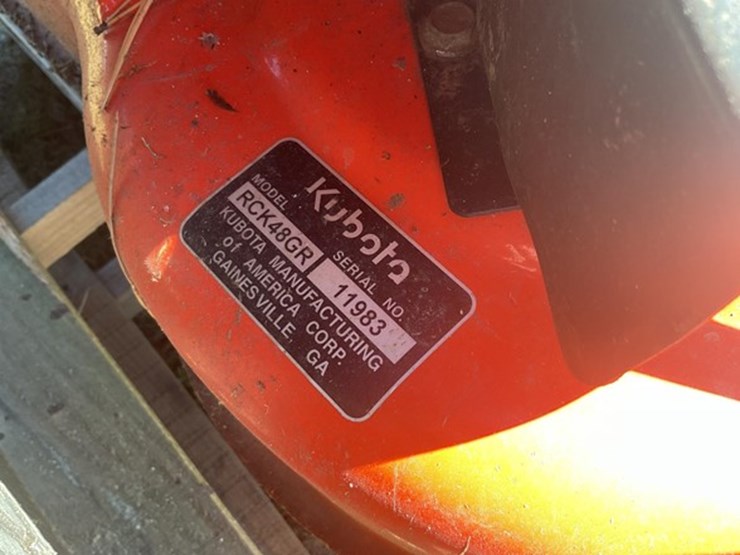 Kubota
MODEL SERIAL NO.
RCK48GR 11983
KUBOTA MANUFACTURING
of AMERICA CORP.
GAINESVILLE, GA